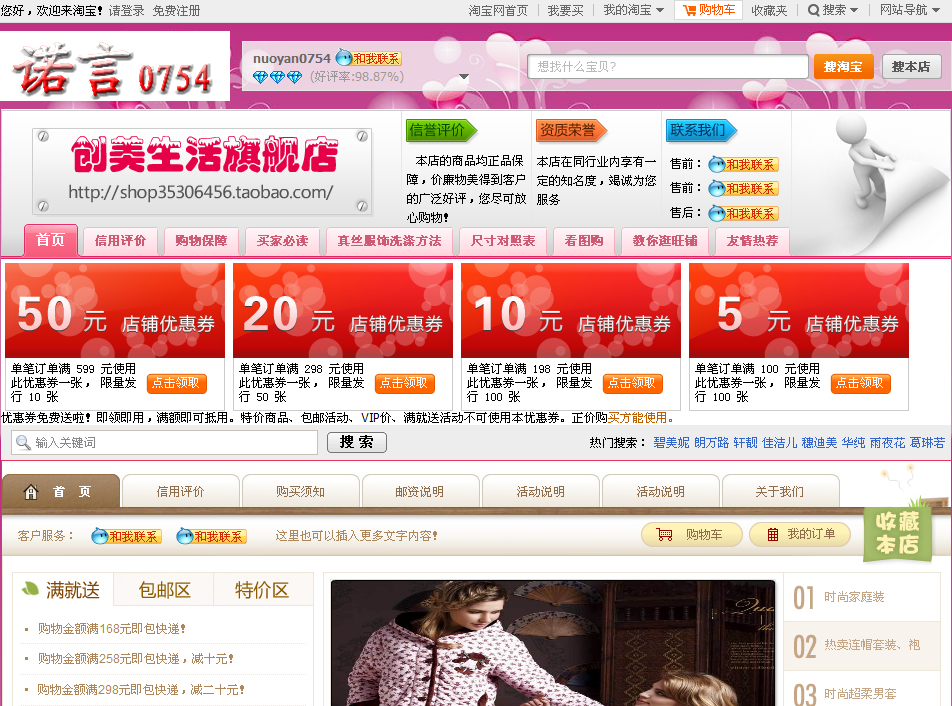 您好，欢迎来淘宝！ 请登录 免费注册
淘宝网首页 我要买 我的淘宝 购物车 收藏夹 搜索 网站导航
诺言 0754
nuoyan0754 和我联系
(好评率:98.87%)
想找什么宝贝? 搜淘宝 搜本店
创芙生活旗舰店
http://shop35306456.taobao.com/
信誉评价
本店的商品均正品保
障，价廉物美得到客户
的广泛好评，您尽可放
心购物！
资质荣誉
本店在同行业内享有一
定的知名度，竭诚为您
服务
联系我们
售前： 和我联系
售前： 和我联系
售后： 和我联系
首页 信用评价 购物保障 买家必读 真丝服饰洗涤方法 尺寸对照表 看图购 教你逛旺铺 友情热荐
50 元 店铺优惠券
单笔订单满 599 元使用
此优惠券一张， 限量发
行 10 张
点击领取
20 元 店铺优惠券
单笔订单满 298 元使用
此优惠券一张， 限量发
行 50 张
点击领取
10 元 店铺优惠券
单笔订单满 198 元使用
此优惠券一张， 限量发
行 100 张
点击领取
5 元 店铺优惠券
单笔订单满 100 元使用
此优惠券一张， 限量发
行 100 张
点击领取
优惠券免费送啦！即领即用，满额即可抵用。特价商品、包邮活动、VIP价、满就送活动不可使用本优惠券。正价购买方能使用。
输入关键词 搜 索 热门搜索： 碧美妮 朗万路 轩靓 佳洁儿 穗迪美 华纯 雨夜花 葛琳若
首 页 信用评价 购买须知 邮资说明 活动说明 活动说明 关于我们
收藏
本店
客户服务： 和我联系 和我联系 这里也可以插入更多文字内容！ 购物车 我的订单
满就送 包邮区 特价区
购物金额满168元即包快递！
购物金额满258元即包快递，减十元！
购物金额满298元即包快递，减二十元！
01 时尚家庭装
02 热卖连帽套装、袍
03 时尚超柔男套